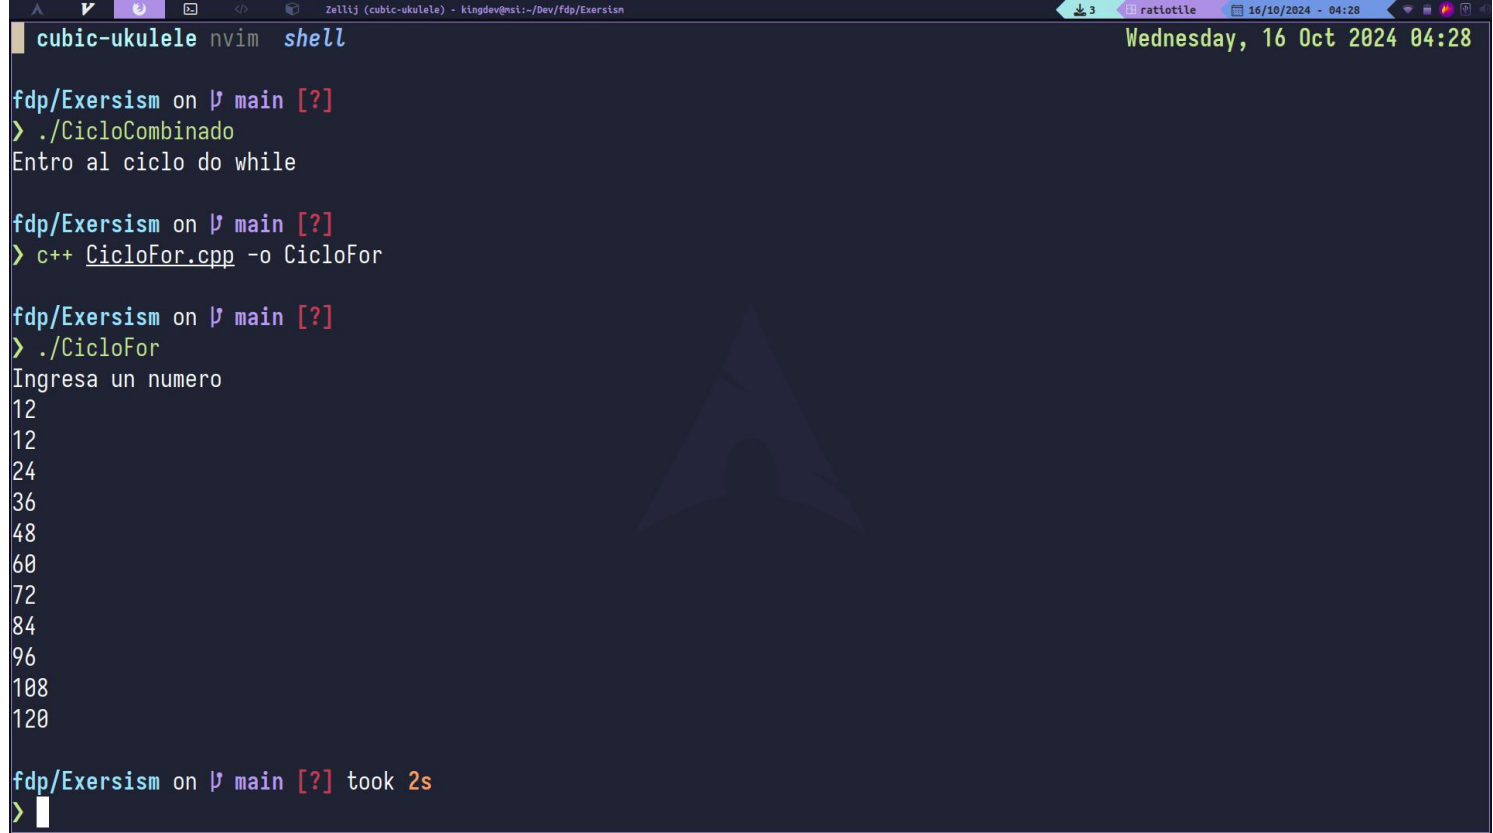 Zellij (cubic-ukulele) - kingdev@msi:~/Dev/fdp/Exersism
3
ratiotile
16/10/2024 - 04:28
cubic-ukulele nvim shell
Wednesday, 16 Oct 2024 04:28
fdp/Exersism on main [?]
❯ ./CicloCombinado
Entro al ciclo do while
fdp/Exersism on main [?]
❯ c++ CicloFor.cpp -o CicloFor
fdp/Exersism on main [?]
❯ ./CicloFor
Ingresa un numero
12
12
24
36
48
60
72
84
96
108
120
fdp/Exersism on main [?] took 2s
❯